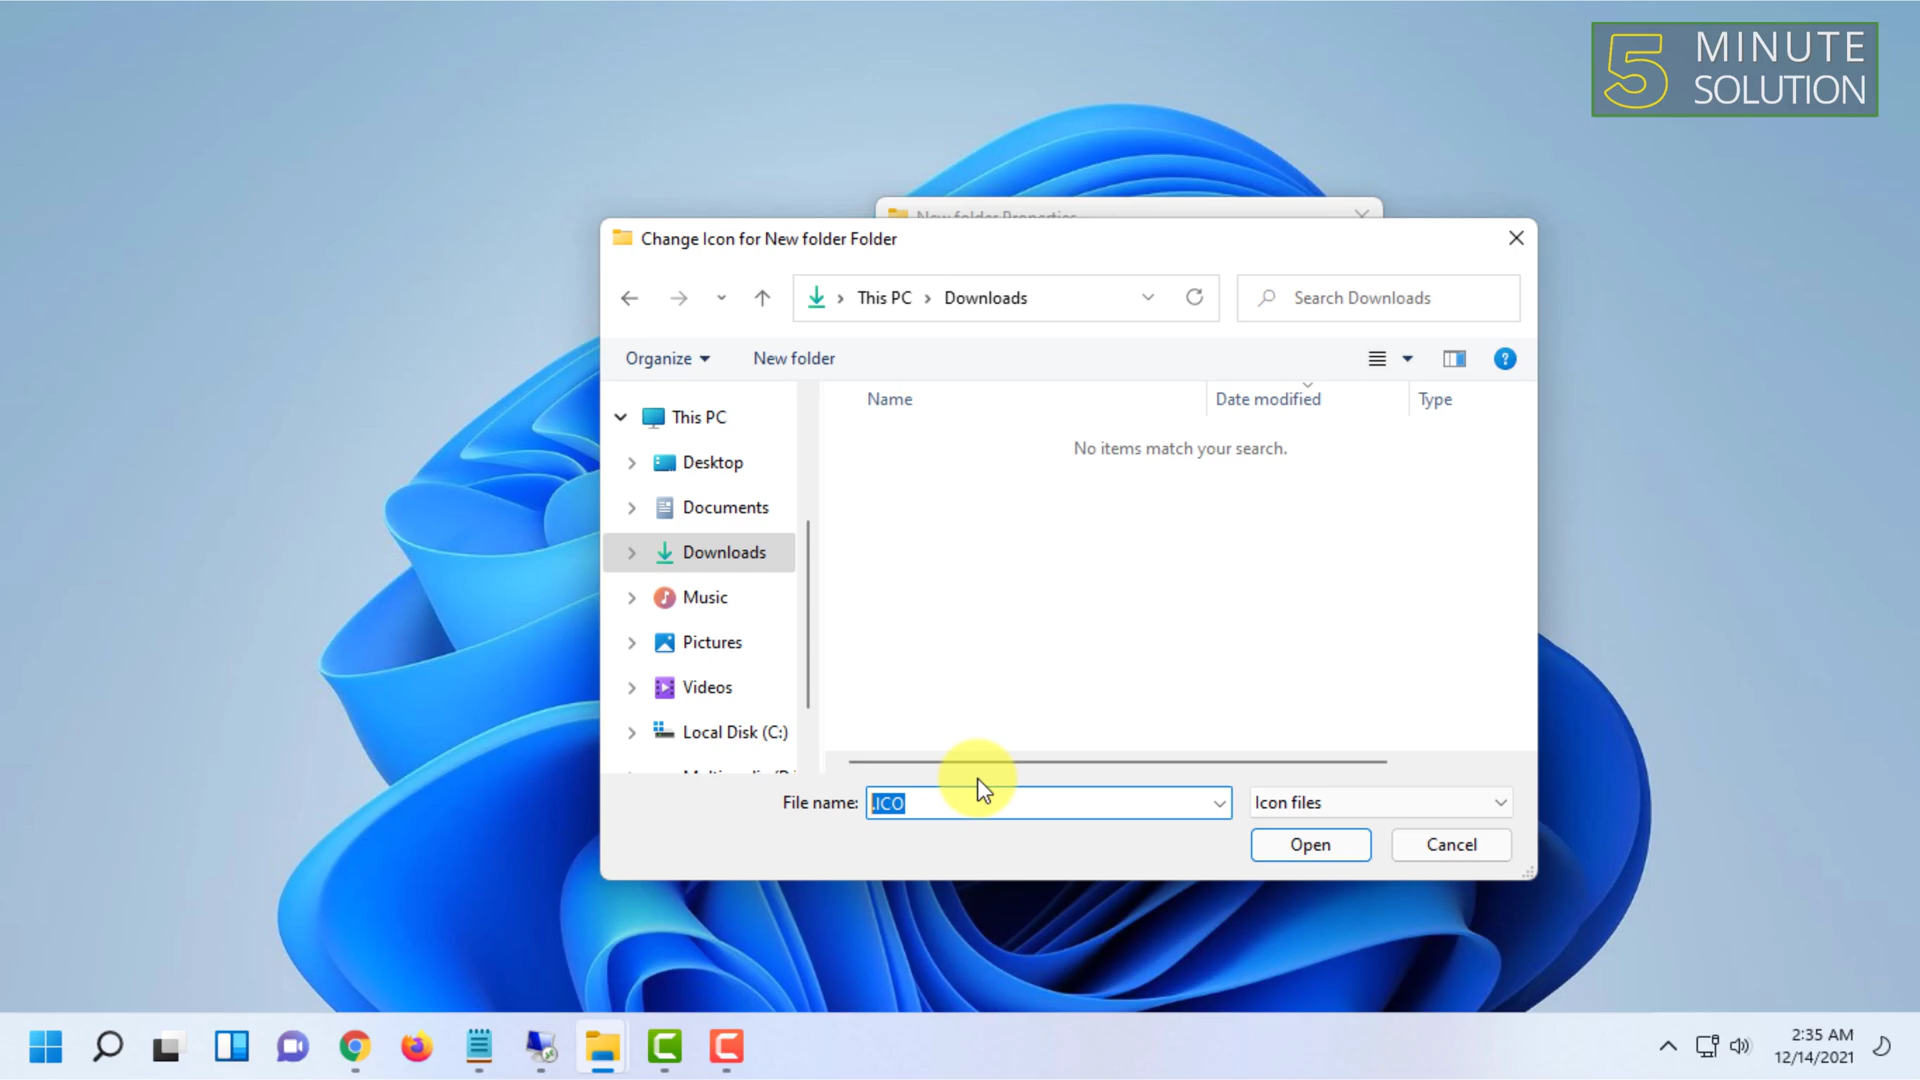 5 MINUTE
SOLUTION
New folder Properties
Change Icon for New folder Folder
This PC
Downloads
Search Downloads
Organize
New folder
?
Name
Date modified
Type
No items match your search.
This PC
Desktop
Documents
Downloads
Music
Pictures
Videos
Local Disk (C:)
File name:
.ICO
Icon files
Open
Cancel
2:35 AM
12/14/2021